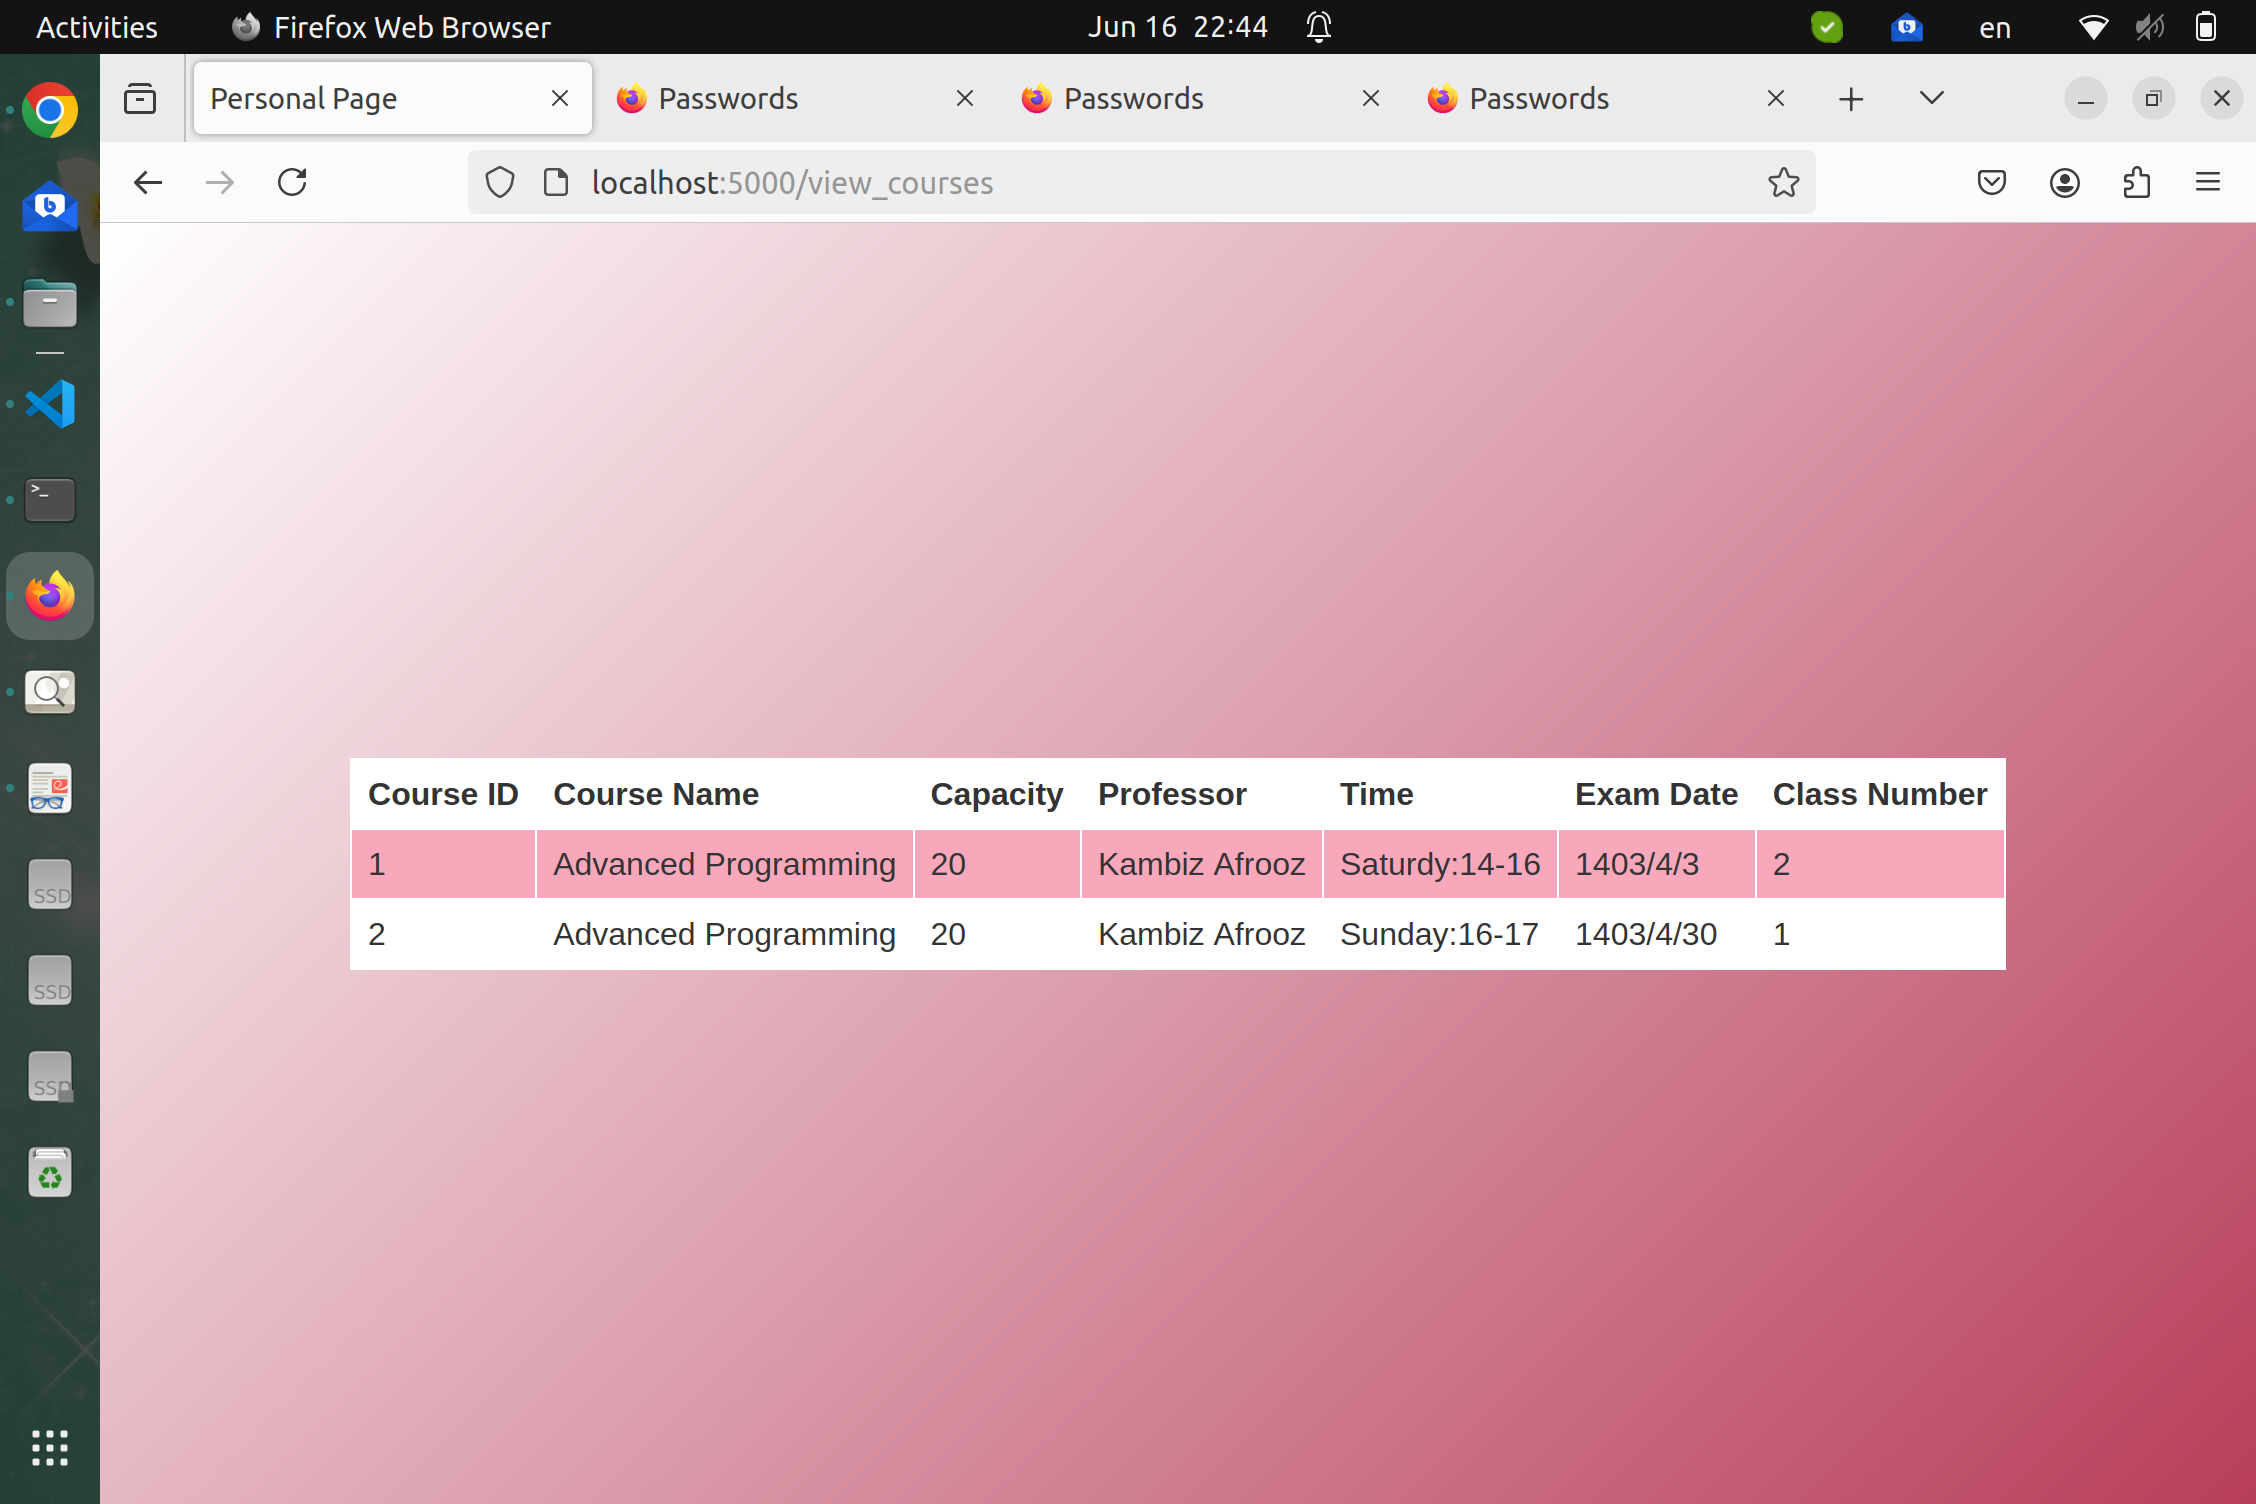 Activities Firefox Web Browser Jun 16 22:44 en
Personal Page Passwords Passwords Passwords
localhost:5000/view_courses
Course ID Course Name Capacity Professor Time Exam Date Class Number
1 Advanced Programming 20 Kambiz Afrooz Saturdy:14-16 1403/4/3 2
2 Advanced Programming 20 Kambiz Afrooz Sunday:16-17 1403/4/30 1
>_
SSD
SSD
SSD